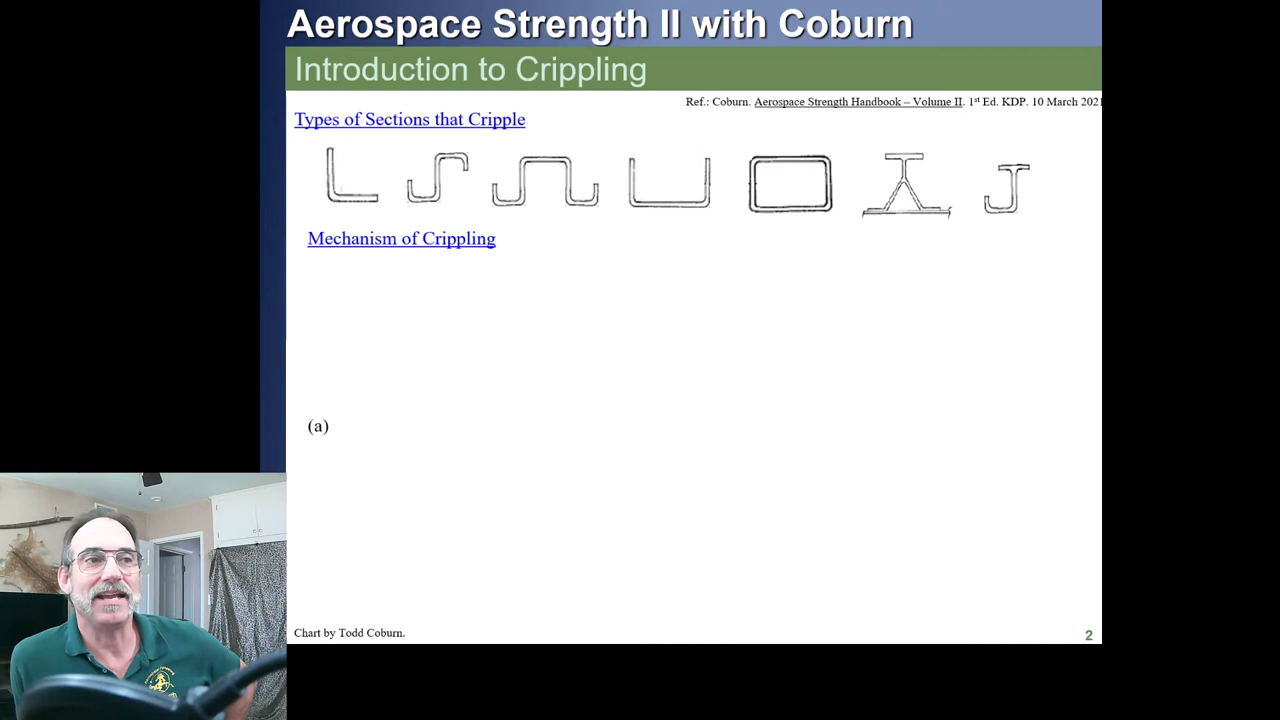 Aerospace Strength II with Coburn
Introduction to Crippling
Ref.: Coburn. Aerospace Strength Handbook – Volume II. 1st Ed. KDP. 10 March 2021
Types of Sections that Cripple
Mechanism of Crippling
(a)
Chart by Todd Coburn.
2